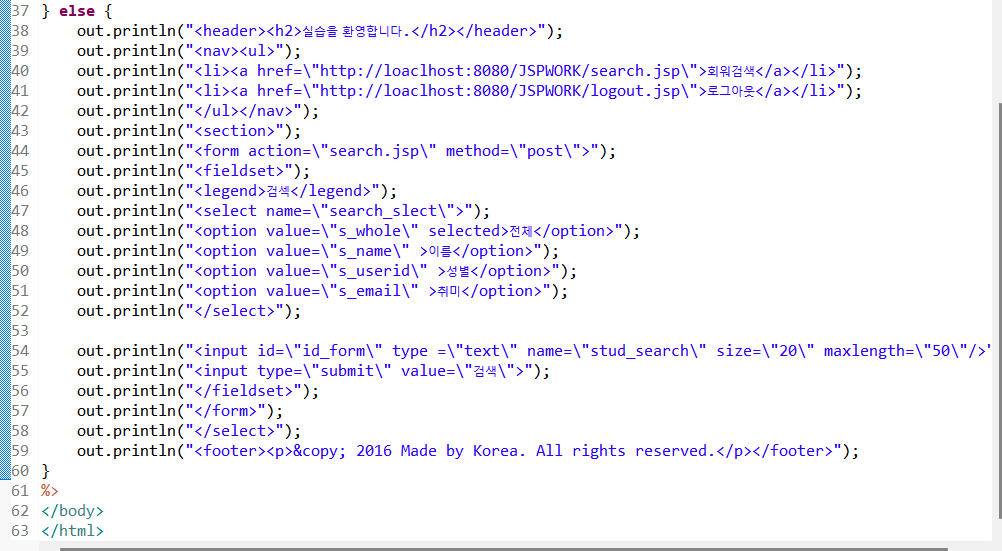 37 } else {
38 out.println("<header><h2>실습을 환영합니다.</h2></header>");
39 out.println("<nav><ul>");
40 out.println("<li><a href=\"http://loaclhost:8080/JSPWORK/search.jsp\">회워검색</a></li>");
41 out.println("<li><a href=\"http://loaclhost:8080/JSPWORK/logout.jsp\">로그아웃</a></li>");
42 out.println("</ul></nav>");
43 out.println("<section>");
44 out.println("<form action=\"search.jsp\" method=\"post\">");
45 out.println("<fieldset>");
46 out.println("<legend>검섹</legend>");
47 out.println("<select name=\"search_slect\">");
48 out.println("<option value=\"s_whole\" selected>전체</option>");
49 out.println("<option value=\"s_name\" >이름</option>");
50 out.println("<option value=\"s_userid\" >성별</option>");
51 out.println("<option value=\"s_email\" >취미</option>");
52 out.println("</select>");
53
54 out.println("<input id=\"id_form\" type =\"text\" name=\"stud_search\" size=\"20\" maxlength=\"50\"/>"
55 out.println("<input type=\"submit\" value=\"검색\">");
56 out.println("</fieldset>");
57 out.println("</form>");
58 out.println("</select>");
59 out.println("<footer><p>&copy; 2016 Made by Korea. All rights reserved.</p></footer>");
60 }
61 %>
62 </body>
63 </html>